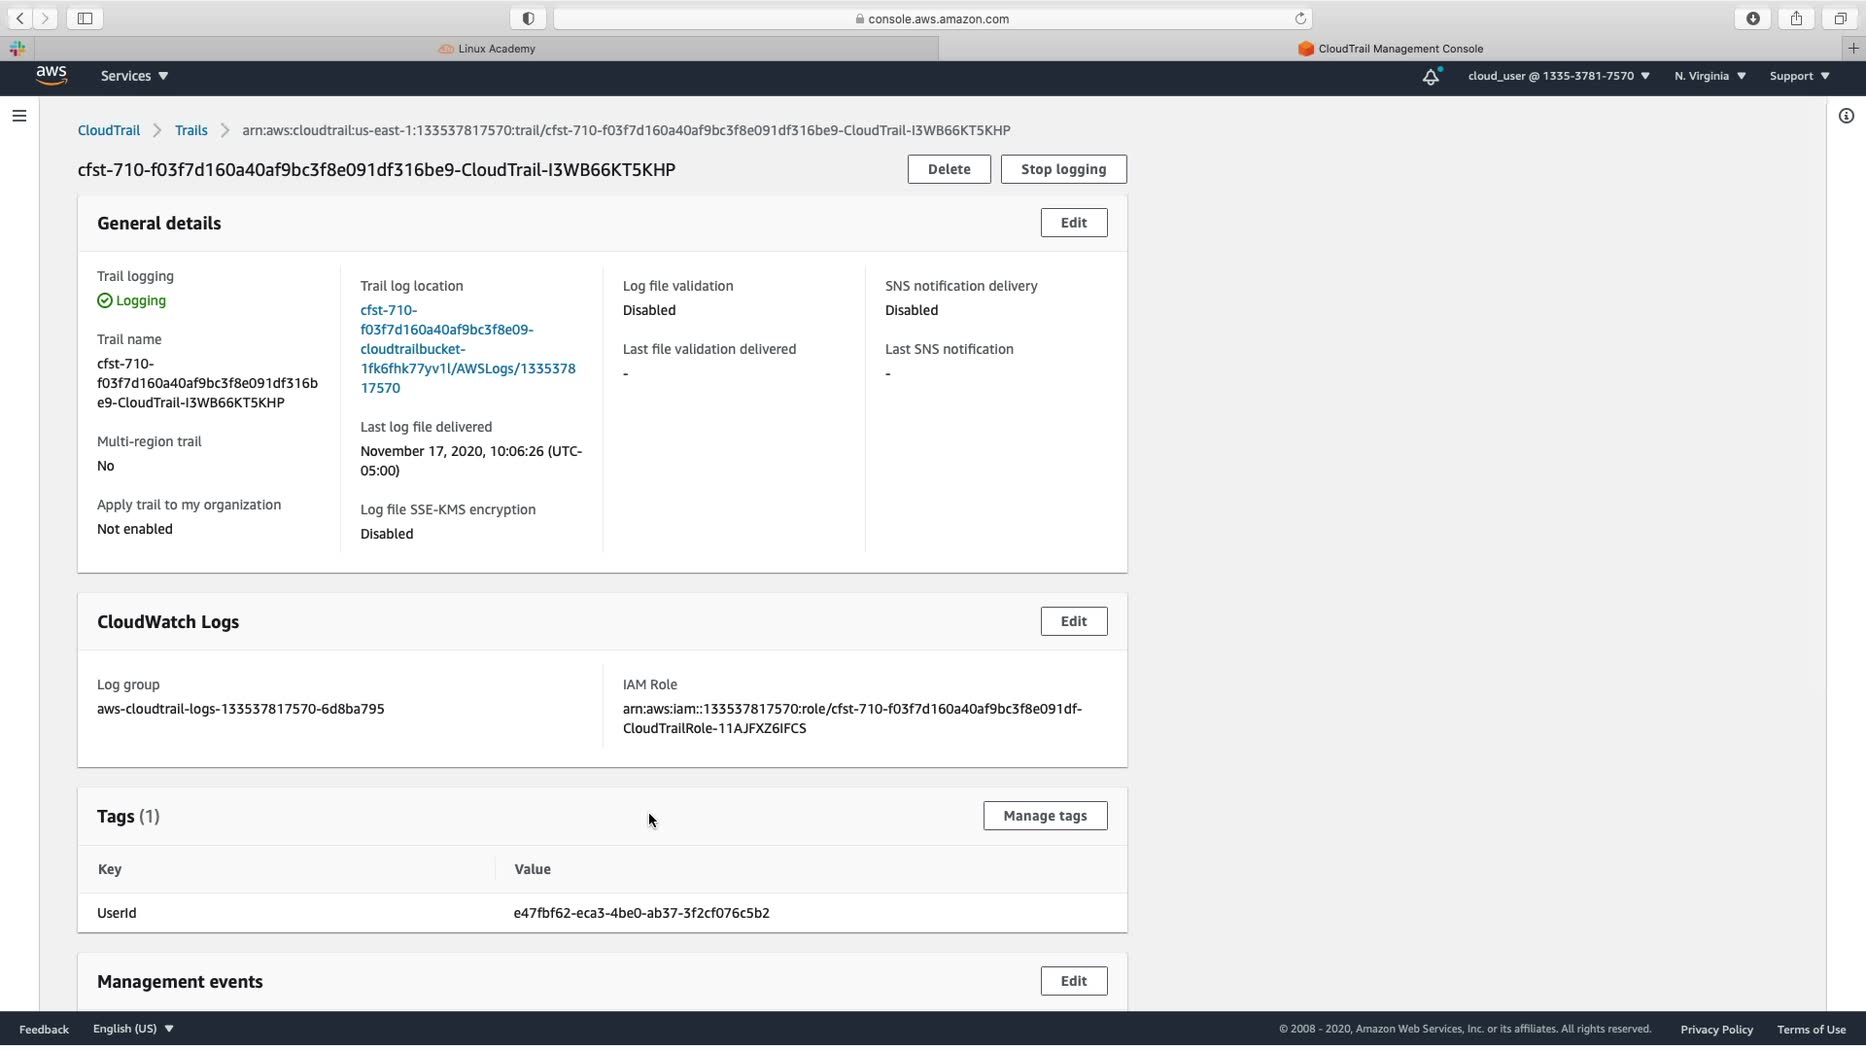 console.aws.amazon.com
Linux Academy
CloudTrail Management Console
aws
Services
cloud_user @ 1335-3781-7570
N. Virginia
Support
CloudTrail
Trails
arn:aws:cloudtrail:us-east-1:133537817570:trail/cfst-710-f03f7d160a40af9bc3f8e091df316be9-CloudTrail-I3WB66KT5KHP
cfst-710-f03f7d160a40af9bc3f8e091df316be9-CloudTrail-I3WB66KT5KHP
Delete
Stop logging
General details
Edit
Trail logging
Logging
Trail name
cfst-710-
f03f7d160a40af9bc3f8e091df316b
e9-CloudTrail-I3WB66KT5KHP
Multi-region trail
No
Apply trail to my organization
Not enabled
Trail log location
cfst-710-
f03f7d160a40af9bc3f8e09-
cloudtrailbucket-
1fk6fhk77yv1l/AWSLogs/1335378
17570
Last log file delivered
November 17, 2020, 10:06:26 (UTC-
05:00)
Log file SSE-KMS encryption
Disabled
Log file validation
Disabled
Last file validation delivered
-
SNS notification delivery
Disabled
Last SNS notification
-
CloudWatch Logs
Edit
Log group
aws-cloudtrail-logs-133537817570-6d8ba795
IAM Role
arn:aws:iam::133537817570:role/cfst-710-f03f7d160a40af9bc3f8e091df-
CloudTrailRole-11AJFXZ6IFCS
Tags (1)
Manage tags
Key
Value
UserId
e47fbf62-eca3-4be0-ab37-3f2cf076c5b2
Management events
Edit
Feedback
English (US)
© 2008 - 2020, Amazon Web Services, Inc. or its affiliates. All rights reserved.
Privacy Policy
Terms of Use